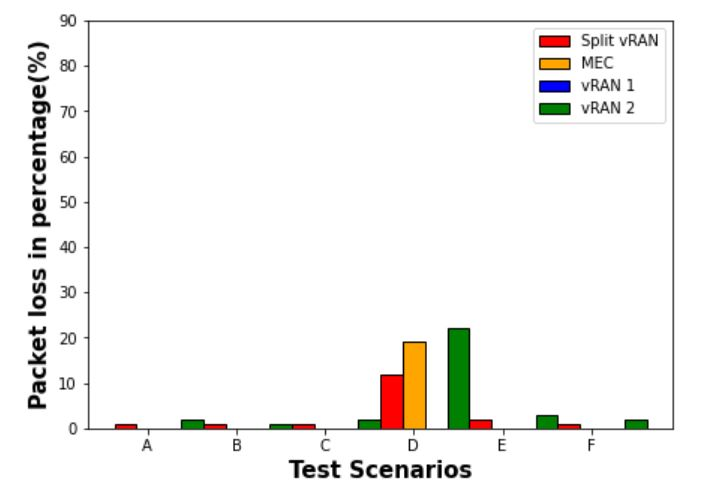 90
80
70
60
50
40
30
20
10
0
Packet loss in percentage(%)
Split vRAN
MEC
vRAN 1
vRAN 2
A B C D E F
Test Scenarios